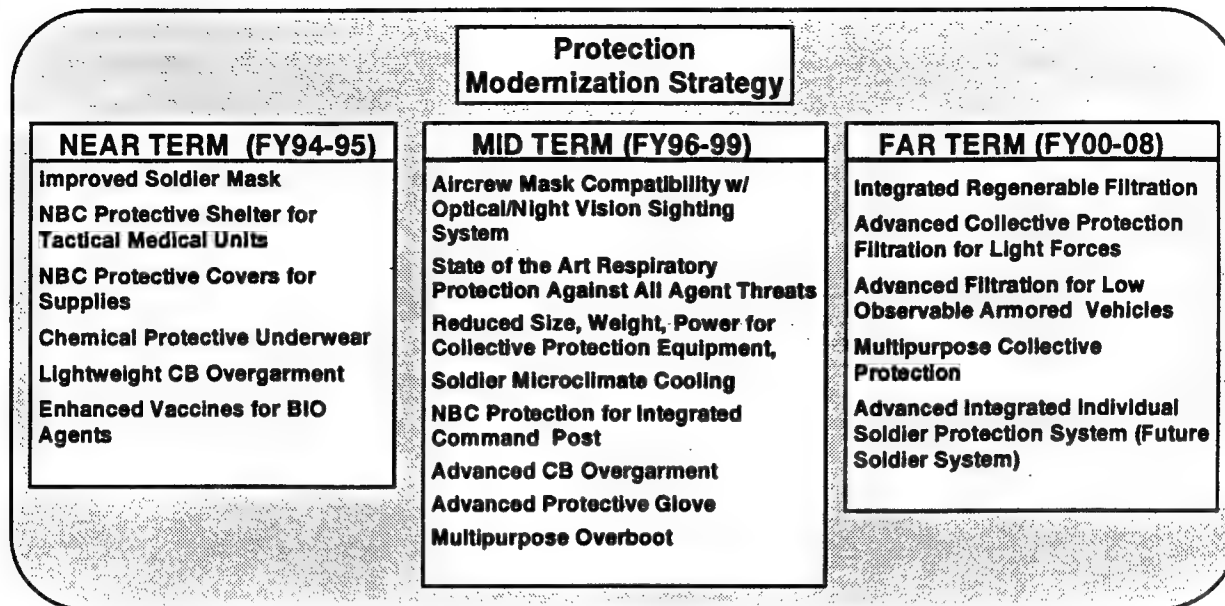 Protection
Modernization Strategy
NEAR TERM (FY94-95)
Improved Soldier Mask
NBC Protective Shelter for
Tactical Medical Units
NBC Protective Covers for
Supplies
Chemical Protective Underwear
Lightweight CB Overgarment
Enhanced Vaccines for BIO
Agents
MID TERM (FY96-99)
Aircrew Mask Compatibility w/
Optical/Night Vision Sighting
System
State of the Art Respiratory
Protection Against All Agent Threats
Reduced Size, Weight, Power for
Collective Protection Equipment,
Soldier Microclimate Cooling
NBC Protection for Integrated
Command Post
Advanced CB Overgarment
Advanced Protective Glove
Multipurpose Overboot
FAR TERM (FY00-08)
Integrated Regenerable Filtration
Advanced Collective Protection
Filtration for Light Forces
Advanced Filtration for Low
Observable Armored Vehicles
Multipurpose Collective
Protection
Advanced Integrated Individual
Soldier Protection System (Future
Soldier System)